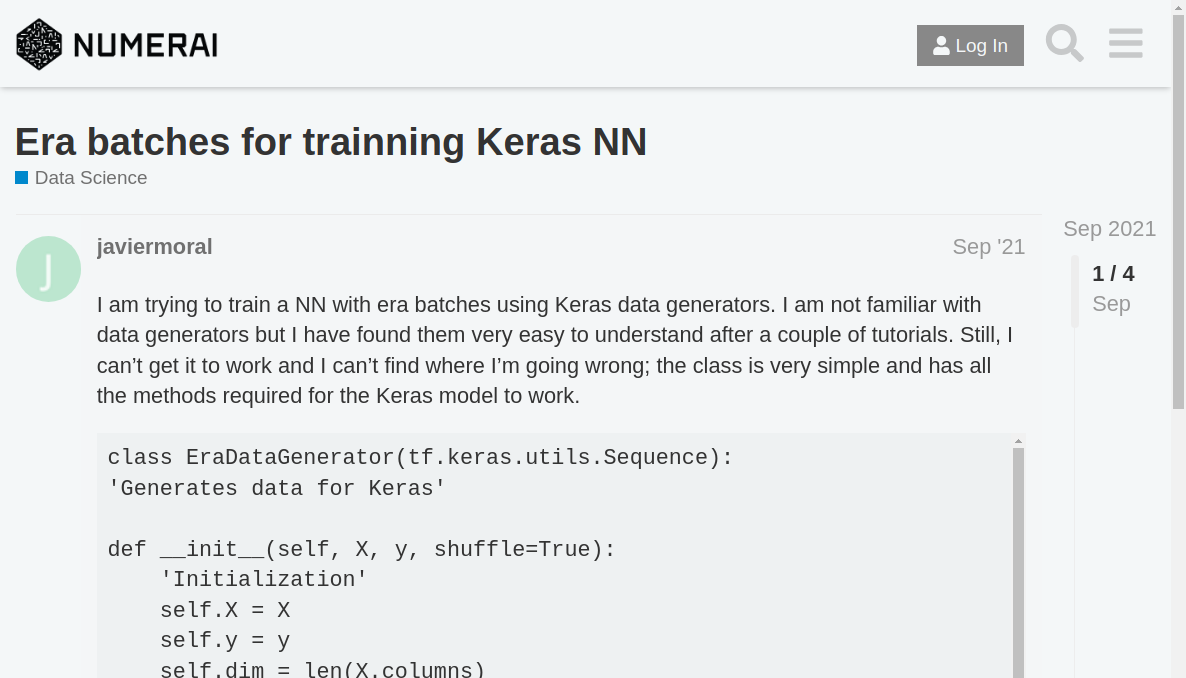 NUMERAI
Log In
Era batches for trainning Keras NN
Data Science
J
javiermoral
Sep '21
Sep 2021
1 / 4
Sep
I am trying to train a NN with era batches using Keras data generators. I am not familiar with
data generators but I have found them very easy to understand after a couple of tutorials. Still, I
can’t get it to work and I can’t find where I’m going wrong; the class is very simple and has all
the methods required for the Keras model to work.
class EraDataGenerator(tf.keras.utils.Sequence):
'Generates data for Keras'
def __init__(self, X, y, shuffle=True):
    'Initialization'
    self.X = X
    self.y = y
    self.dim = len(X.columns)